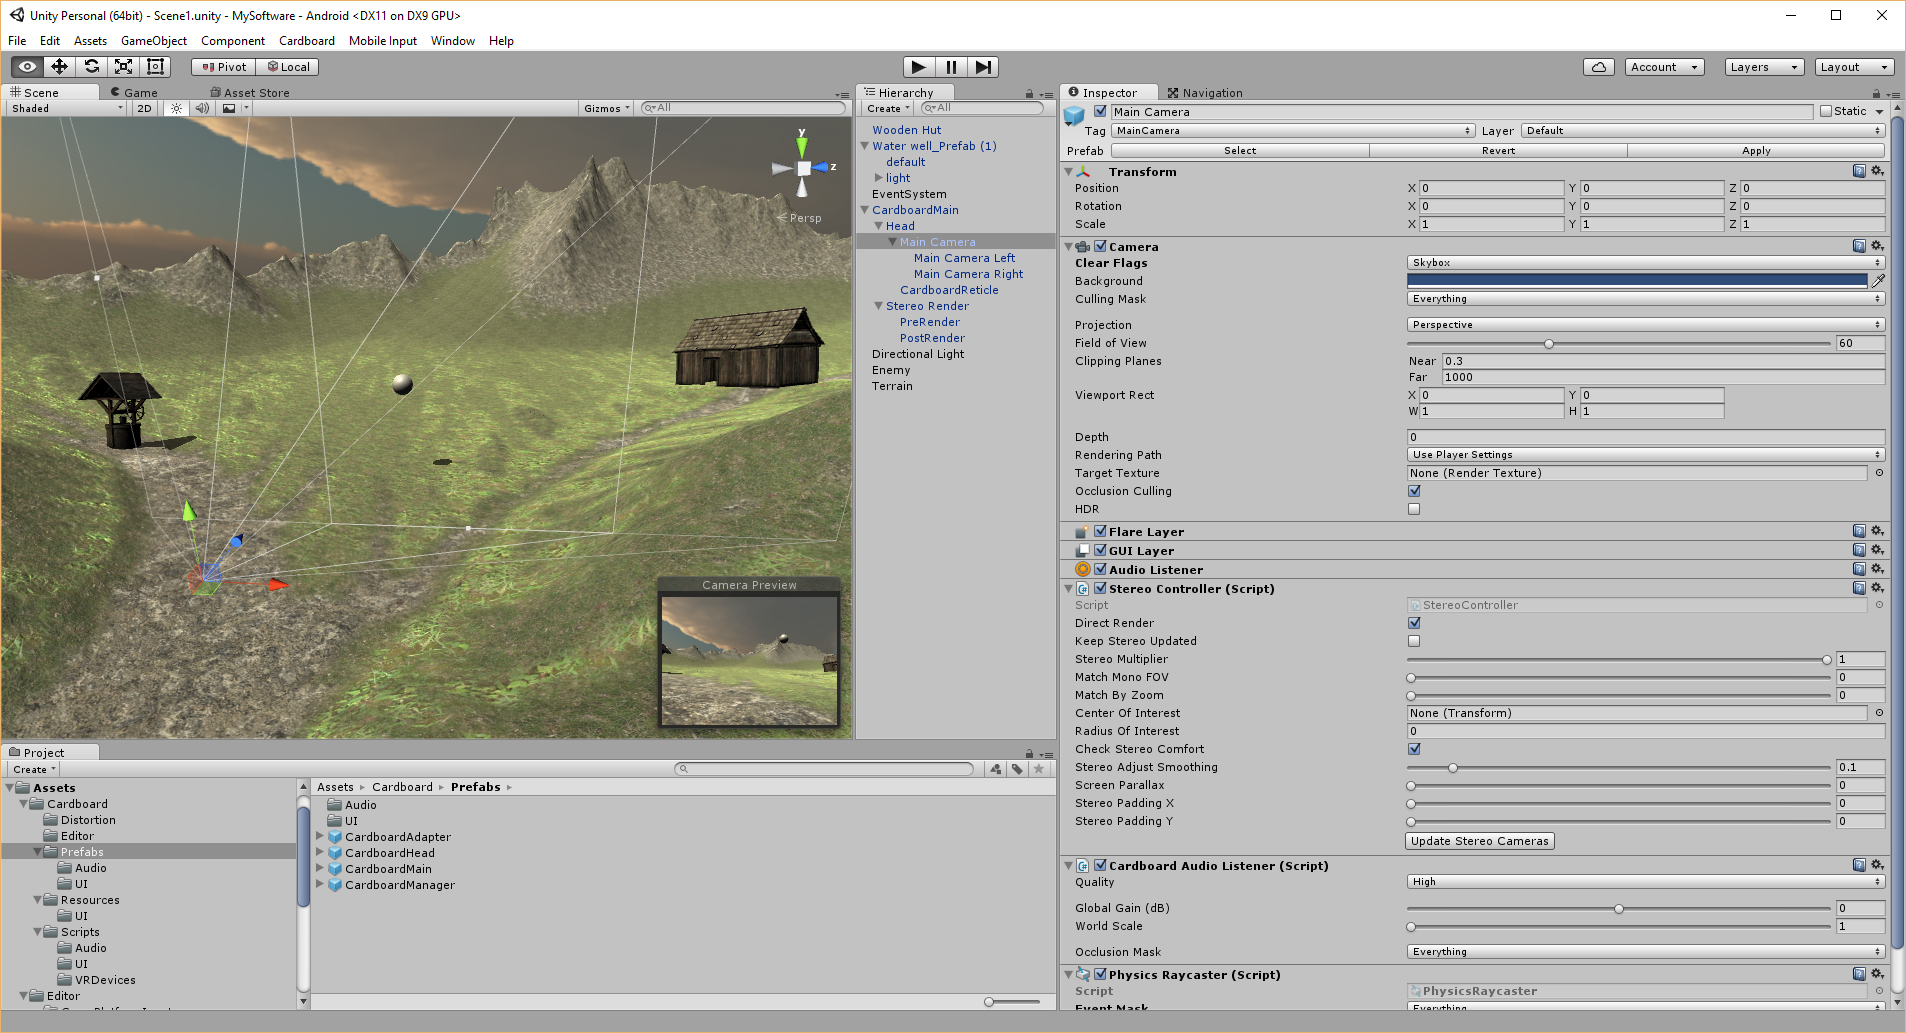 Unity Personal (64bit) - Scene1.unity - MySoftware - Android <DX11 on DX9 GPU>
File Edit Assets GameObject Component Cardboard Mobile Input Window Help
Pivot Local Account Layers Layout
Scene Game Asset Store
Shaded 2D Gizmos All
y
z
Persp
Camera Preview
Hierarchy
Create All
Wooden Hut
Water well_Prefab (1)
default
light
EventSystem
CardboardMain
Head
Main Camera
Main Camera Left
Main Camera Right
CardboardReticle
Stereo Render
PreRender
PostRender
Directional Light
Enemy
Terrain
Project
Create
Assets
Cardboard
Distortion
Editor
Prefabs
Audio
UI
Resources
UI
Scripts
Audio
UI
VRDevices
Editor
Assets Cardboard Prefabs
Audio
UI
CardboardAdapter
CardboardHead
CardboardMain
CardboardManager
Inspector Navigation
Main Camera Static
Tag MainCamera Layer Default
Prefab Select Revert Apply
Transform
Position X 0 Y 0 Z 0
Rotation X 0 Y 0 Z 0
Scale X 1 Y 1 Z 1
Camera
Clear Flags Skybox
Background
Culling Mask Everything
Projection Perspective
Field of View 60
Clipping Planes Near 0.3
Far 1000
Viewport Rect X 0 Y 0
W 1 H 1
Depth 0
Rendering Path Use Player Settings
Target Texture None (Render Texture)
Occlusion Culling
HDR
Flare Layer
GUI Layer
Audio Listener
Stereo Controller (Script)
Script StereoController
Direct Render
Keep Stereo Updated
Stereo Multiplier 1
Match Mono FOV 0
Match By Zoom 0
Center Of Interest None (Transform)
Radius Of Interest 0
Check Stereo Comfort
Stereo Adjust Smoothing 0.1
Screen Parallax 0
Stereo Padding X 0
Stereo Padding Y 0
Update Stereo Cameras
Cardboard Audio Listener (Script)
Quality High
Global Gain (dB) 0
World Scale 1
Occlusion Mask Everything
Physics Raycaster (Script)
Script PhysicsRaycaster
Event Mask Everything